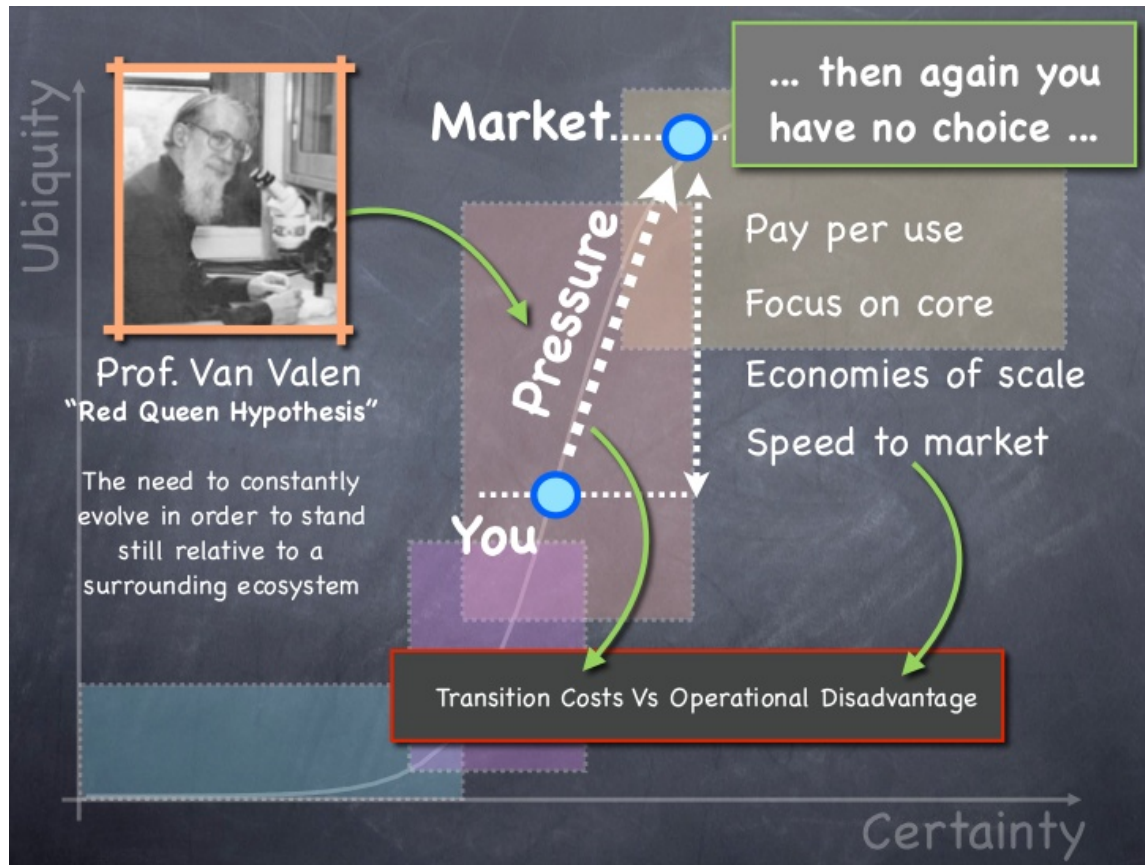 ... then again you
have no choice ...
Market
Ubiquity
Pressure
Pay per use
Focus on core
Economies of scale
Speed to market
Prof. Van Valen
“Red Queen Hypothesis”
The need to constantly
evolve in order to stand
still relative to a
surrounding ecosystem
You
Transition Costs Vs Operational Disadvantage
Certainty